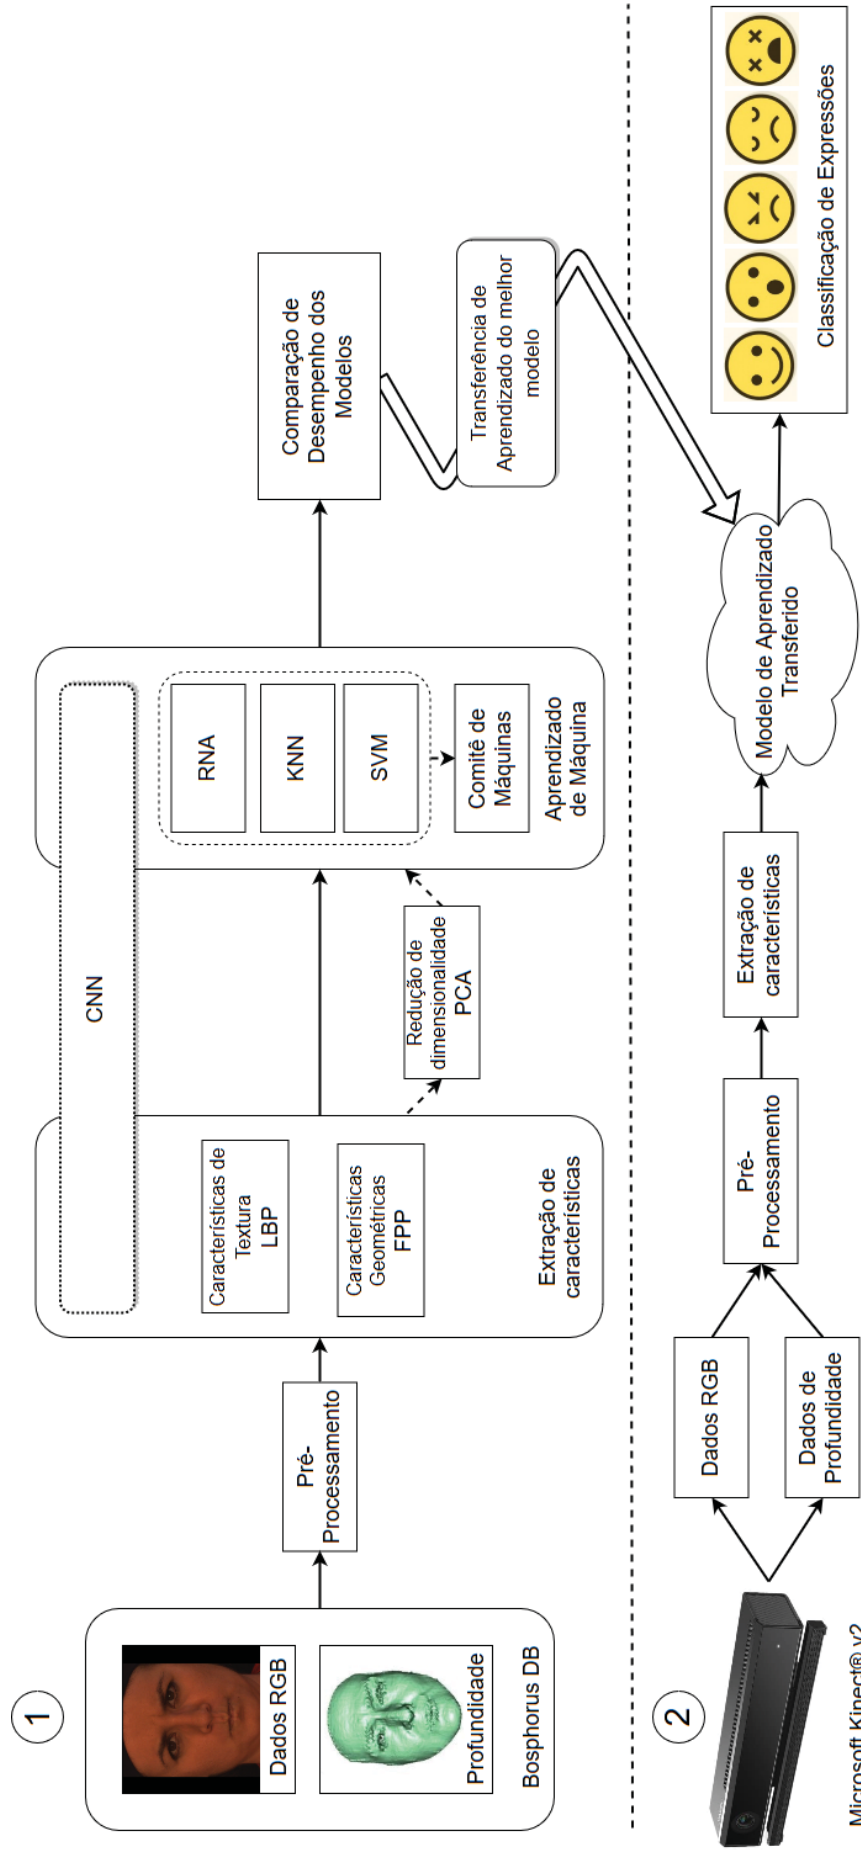 1
Dados RGB
Profundidade
Bosphorus DB
Pré-
Processamento
Características de
Textura
LBP
Características
Geométricas
FPP
Extração de
características
CNN
Redução de
dimensionalidade
PCA
RNA
KNN
SVM
Comitê de
Máquinas
Aprendizado
de Máquina
Comparação de
Desempenho dos
Modelos
Transferência de
Aprendizado do melhor
modelo
2
Microsoft Kinect® v2
Dados RGB
Dados de
Profundidade
Pré-
Processamento
Extração de
características
Modelo de Aprendizado
Transferido
Classificação de Expressões